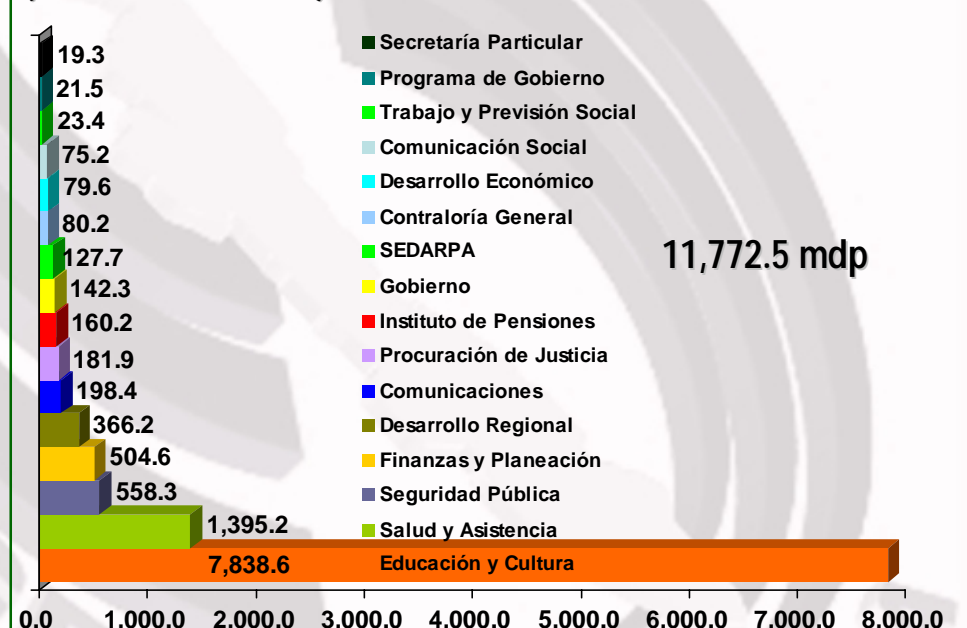 19.3 Secretaría Particular
21.5 Programa de Gobierno
23.4 Trabajo y Previsión Social
75.2 Comunicación Social
79.6 Desarrollo Económico
80.2 Contraloría General
127.7 SEDARPA
11,772.5 mdp
142.3 Gobierno
160.2 Instituto de Pensiones
181.9 Procuración de Justicia
198.4 Comunicaciones
366.2 Desarrollo Regional
504.6 Finanzas y Planeación
558.3 Seguridad Pública
1,395.2 Salud y Asistencia
7,838.6 Educación y Cultura
0.0 1,000.0 2,000.0 3,000.0 4,000.0 5,000.0 6,000.0 7,000.0 8,000.0